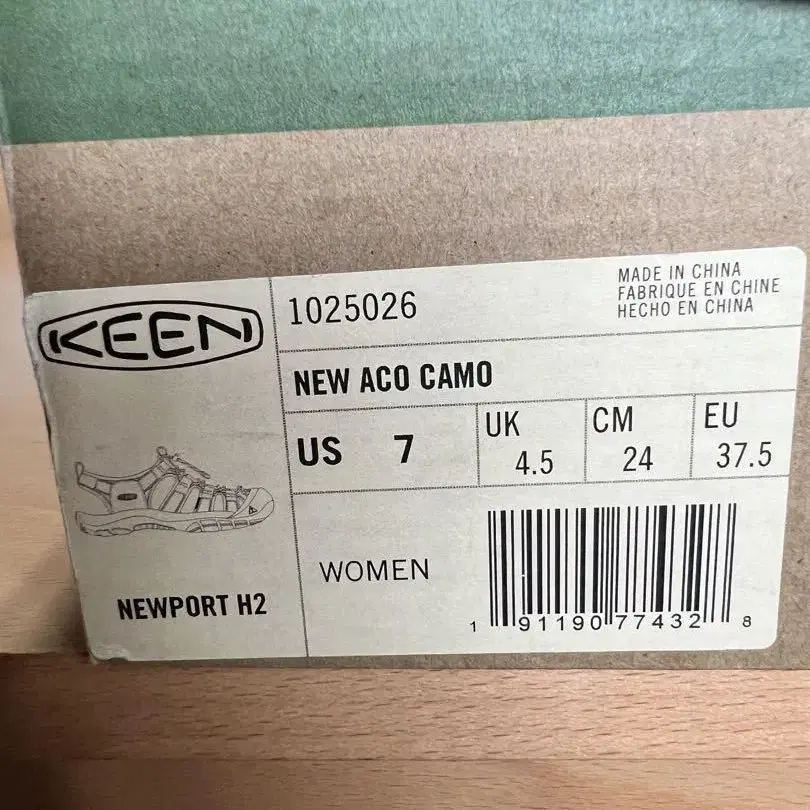 KEEN
1025026
MADE IN CHINA
FABRIQUE EN CHINE
HECHO EN CHINA
NEW ACO CAMO
US 7
UK 4.5
CM 24
EU 37.5
KEEN
NEWPORT H2
WOMEN
1 91190 77432 8